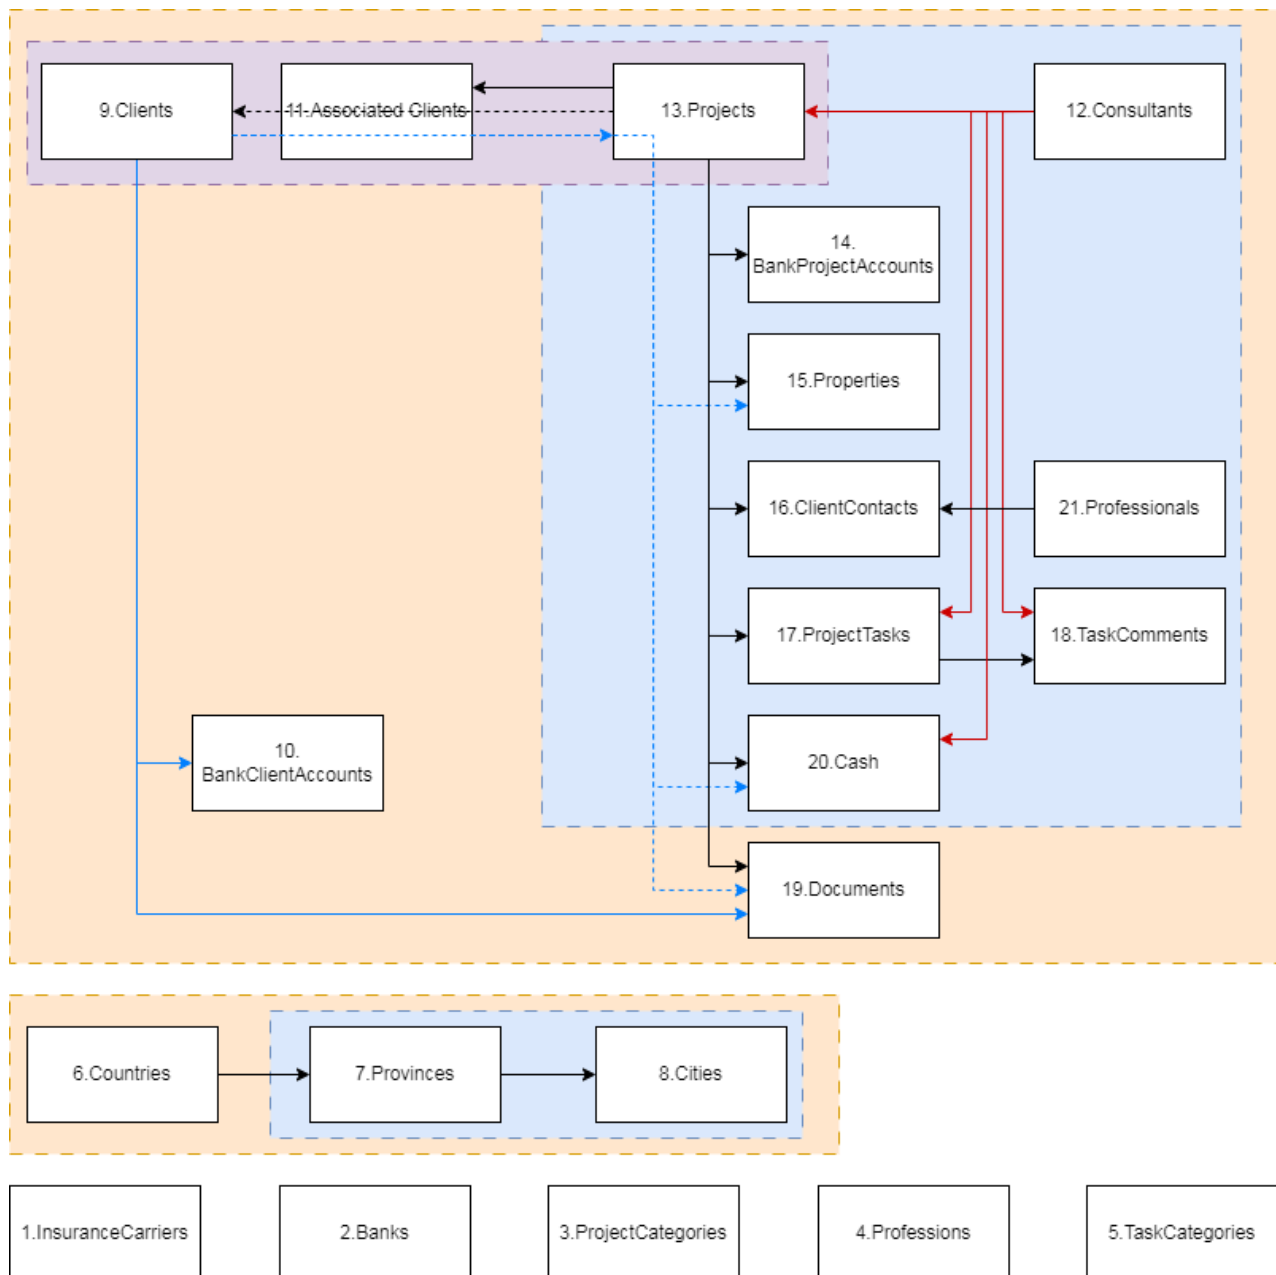 9.Clients
11.Associated Clients
13.Projects
12.Consultants
14.
BankProjectAccounts
15.Properties
16.ClientContacts
21.Professionals
17.ProjectTasks
18.TaskComments
10.
BankClientAccounts
20.Cash
19.Documents
6.Countries
7.Provinces
8.Cities
1.InsuranceCarriers
2.Banks
3.ProjectCategories
4.Professions
5.TaskCategories